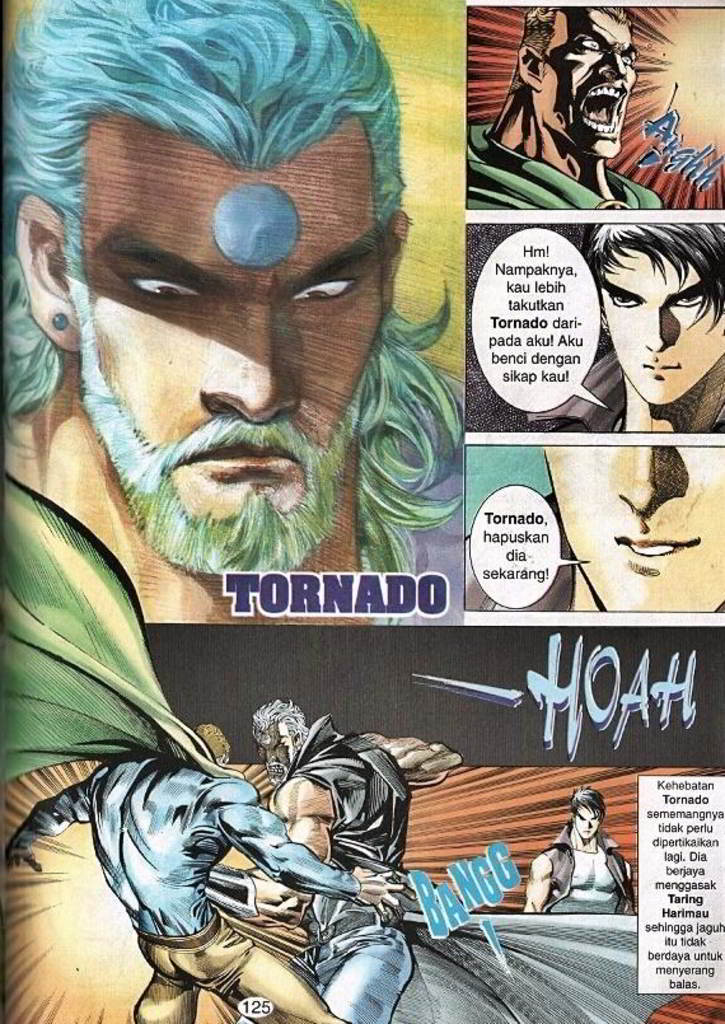 Arghh
Hm!
Nampaknya,
kau lebih
takutkan
Tornado dari-
pada aku! Aku
benci dengan
sikap kau!
Tornado,
hapuskan
dia
sekarang!
TORNADO
HOAH
BANGG
!
Kehebatan
Tornado
sememangnya
tidak perlu
dipertikaikan
lagi. Dia
berjaya
menggasak
Taring
Harimau
sehingga jaguh
itu tidak
berdaya untuk
menyerang
balas.
125